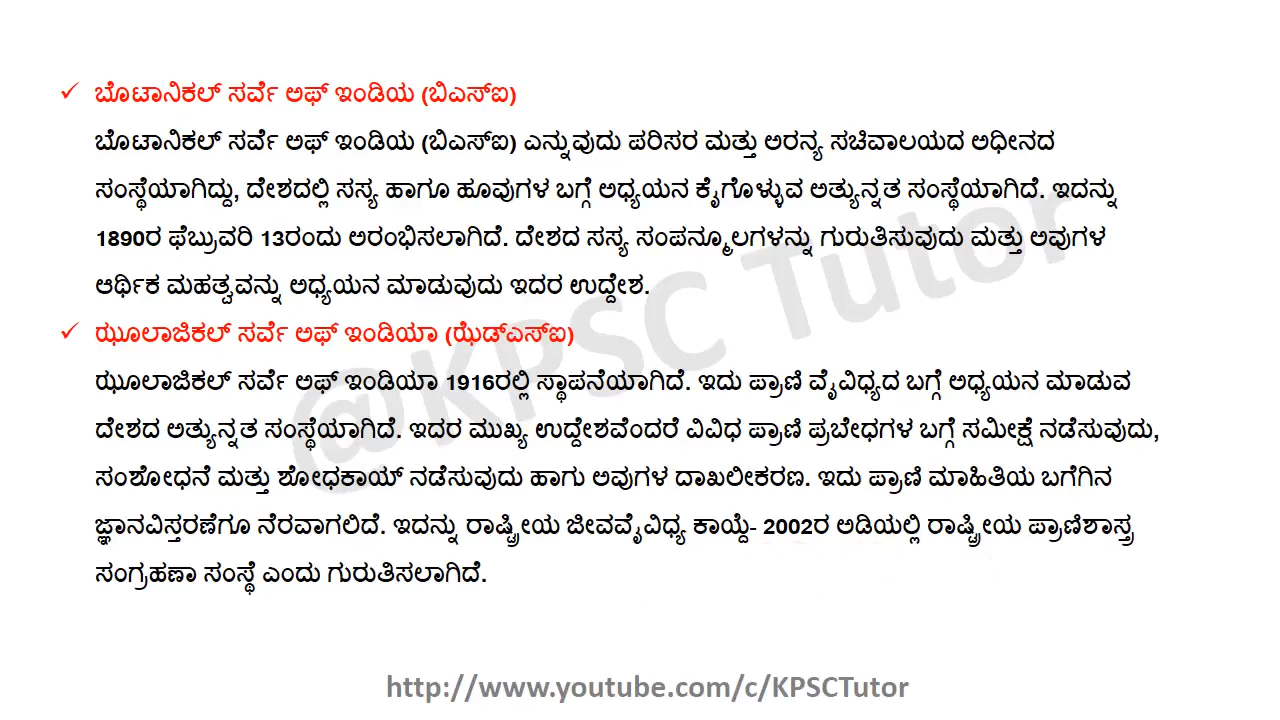 ✓ ಬೊಟಾನಿಕಲ್ ಸರ್ವೆ ಅಫ್ ಇಂಡಿಯ (ಬಿಎಸ್ಐ)
ಬೊಟಾನಿಕಲ್ ಸರ್ವೆ ಅಫ್ ಇಂಡಿಯ (ಬಿಎಸ್ಐ) ಎನ್ನುವುದು ಪರಿಸರ ಮತ್ತು ಅರನ್ಯ ಸಚಿವಾಲಯದ ಅಧೀನದ
ಸಂಸ್ಥೆಯಾಗಿದ್ದು, ದೇಶದಲ್ಲಿ ಸಸ್ಯ ಹಾಗೂ ಹೂವುಗಳ ಬಗ್ಗೆ ಅಧ್ಯಯನ ಕೈಗೊಳ್ಳುವ ಅತ್ಯುನ್ನತ ಸಂಸ್ಥೆಯಾಗಿದೆ. ಇದನ್ನು
1890ರ ಫೆಬ್ರುವರಿ 13ರಂದು ಅರಂಭಿಸಲಾಗಿದೆ. ದೇಶದ ಸಸ್ಯ ಸಂಪನ್ಮೂಲಗಳನ್ನು ಗುರುತಿಸುವುದು ಮತ್ತು ಅವುಗಳ
ಆರ್ಥಿಕ ಮಹತ್ವವನ್ನು ಅಧ್ಯಯನ ಮಾಡುವುದು ಇದರ ಉದ್ದೇಶ.
✓ ಝೂಲಾಜಿಕಲ್ ಸರ್ವೆ ಅಫ್ ಇಂಡಿಯಾ (ಝೆಡ್ಎಸ್ಐ)
ಝೂಲಾಜಿಕಲ್ ಸರ್ವೆ ಅಫ್ ಇಂಡಿಯಾ 1916ರಲ್ಲಿ ಸ್ಥಾಪನೆಯಾಗಿದೆ. ಇದು ಪ್ರಾಣಿ ವೈವಿಧ್ಯದ ಬಗ್ಗೆ ಅಧ್ಯಯನ ಮಾಡುವ
ದೇಶದ ಅತ್ಯುನ್ನತ ಸಂಸ್ಥೆಯಾಗಿದೆ. ಇದರ ಮುಖ್ಯ ಉದ್ದೇಶವೆಂದರೆ ವಿವಿಧ ಪ್ರಾಣಿ ಪ್ರಬೇಧಗಳ ಬಗ್ಗೆ ಸಮೀಕ್ಷೆ ನಡೆಸುವುದು,
ಸಂಶೋಧನೆ ಮತ್ತು ಶೋಧಕಾರ್ಯ ನಡೆಸುವುದು ಹಾಗು ಅವುಗಳ ದಾಖಲೀಕರಣ. ಇದು ಪ್ರಾಣಿ ಮಾಹಿತಿಯ ಬಗೆಗಿನ
ಜ್ಞಾನವಿಸ್ತರಣೆಗೂ ನೆರವಾಗಲಿದೆ. ಇದನ್ನು ರಾಷ್ಟ್ರೀಯ ಜೀವವೈವಿಧ್ಯ ಕಾಯ್ದೆ- 2002ರ ಅಡಿಯಲ್ಲಿ ರಾಷ್ಟ್ರೀಯ ಪ್ರಾಣಿಶಾಸ್ತ್ರ
ಸಂಗ್ರಹಣಾ ಸಂಸ್ಥೆ ಎಂದು ಗುರುತಿಸಲಾಗಿದೆ.
@KPSC Tutor
http://www.youtube.com/c/KPSCTutor